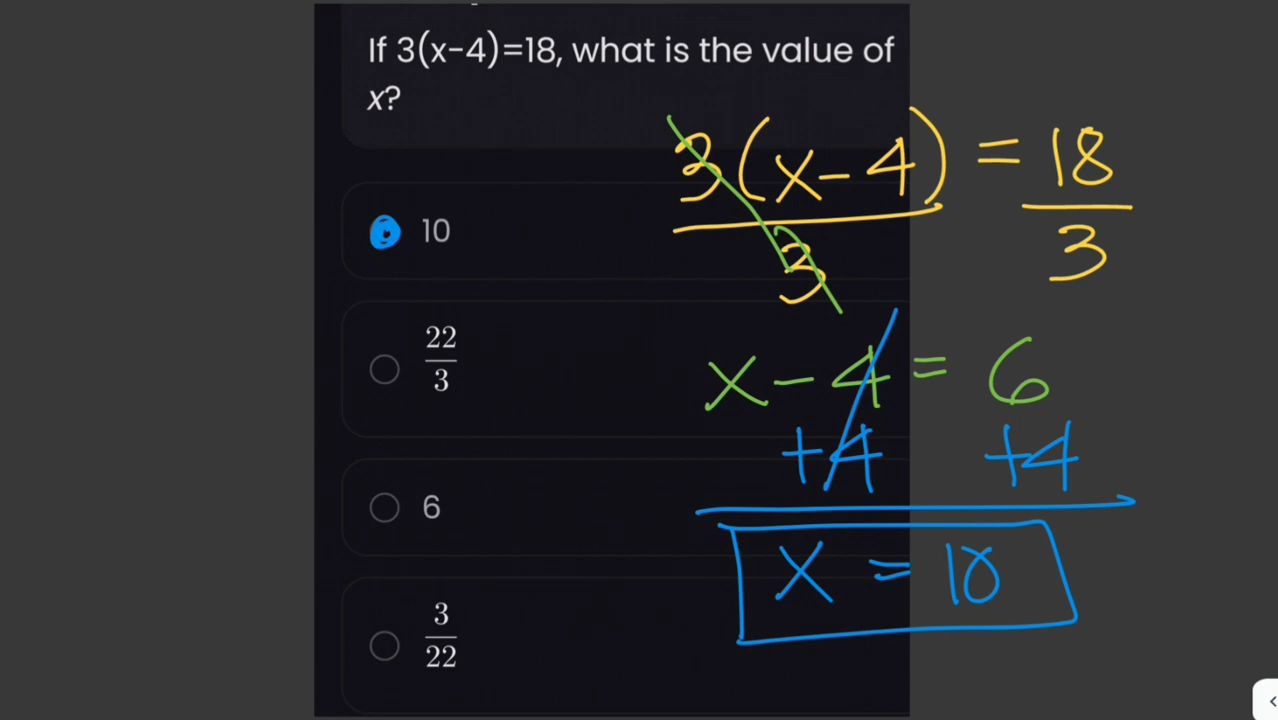 If 3(x-4)=18, what is the value of
x?
10
22
3
6
3
22
3(x-4) = 18
3 3
x-4 = 6
+4 +4
x = 10